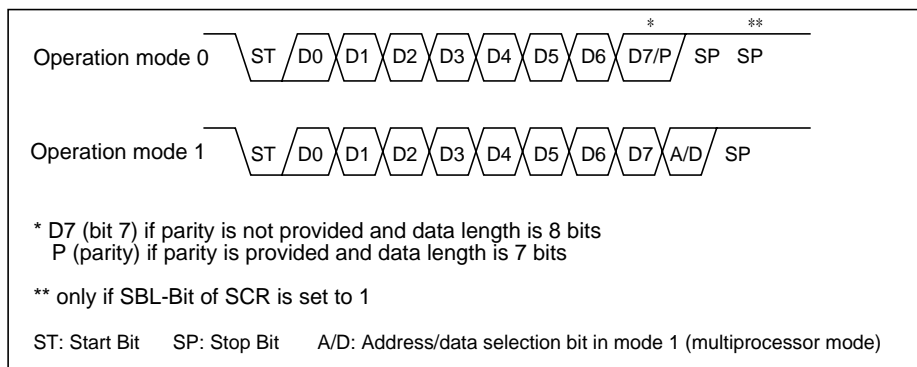 * **
Operation mode 0 ST D0 D1 D2 D3 D4 D5 D6 D7/P SP SP
Operation mode 1 ST D0 D1 D2 D3 D4 D5 D6 D7 A/D SP
* D7 (bit 7) if parity is not provided and data length is 8 bits
P (parity) if parity is provided and data length is 7 bits
** only if SBL-Bit of SCR is set to 1
ST: Start Bit SP: Stop Bit A/D: Address/data selection bit in mode 1 (multiprocessor mode)